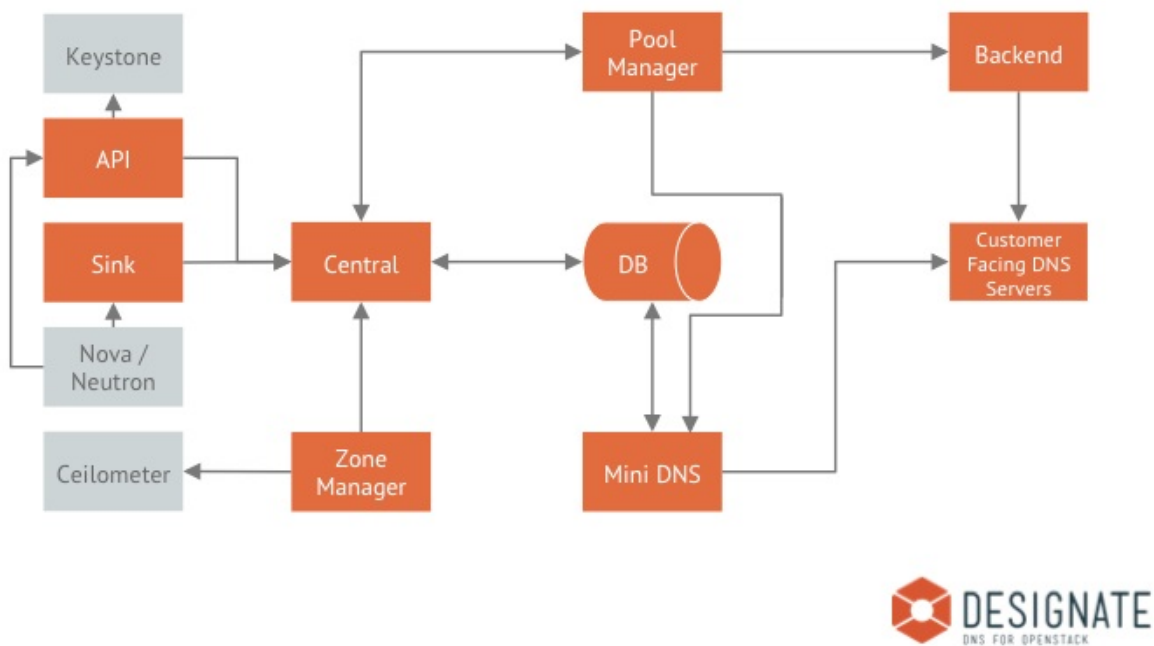 Keystone
API
Sink
Nova /
Neutron
Ceilometer
Central
Zone
Manager
Pool
Manager
DB
Mini DNS
Backend
Customer
Facing DNS
Servers
DESIGNATE
DNS FOR OPENSTACK